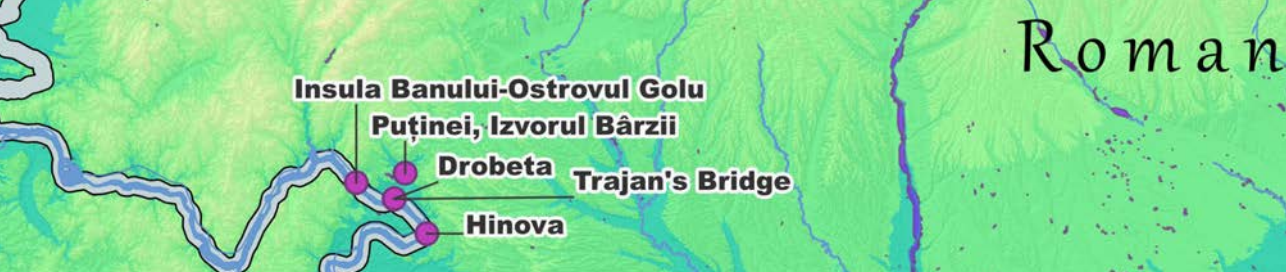 Roman
Insula Banului-Ostrovul Golu
Puținei, Izvorul Bârzii
Drobeta
Trajan's Bridge
Hinova